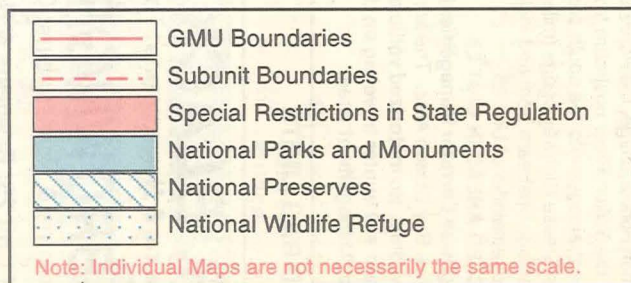 GMU Boundaries
Subunit Boundaries
Special Restrictions in State Regulation
National Parks and Monuments
National Preserves
National Wildlife Refuge
Note: Individual Maps are not necessarily the same scale.